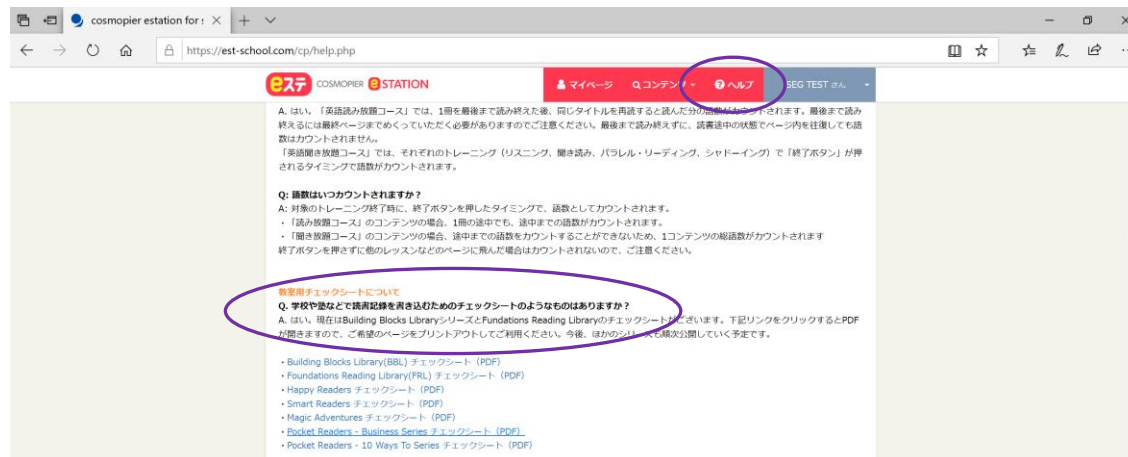 cosmopier estation for s
https://est-school.com/cp/help.php
eステ COSMOPIER eSTATION マイページ コンテンツ ヘルプ SEG TEST さん
A. はい。「英語読み放題コース」では、1冊を最後まで読み終えた後、同じタイトルを再読すると読んだ分の語数がカウントされます。最後まで読み
終えるには最終ページまでめくっていただく必要がありますのでご注意ください。最後まで読み終えずに、読書途中の状態でページ内を往復しても語
数はカウントされません。
「英語聞き放題コース」では、それぞれのトレーニング（リスニング、聞き読み、パラレル・リーディング、シャドーイング）で「終了ボタン」が押
されるタイミングで語数がカウントされます。
Q: 語数はいつカウントされますか？
A: 対象のトレーニング終了時に、終了ボタンを押したタイミングで、語数としてカウントされます。
・「読み放題コース」のコンテンツの場合、1冊の途中でも、途中までの語数がカウントされます。
・「聞き放題コース」のコンテンツの場合、途中までの語数をカウントすることができないため、1コンテンツの総語数がカウントされます
終了ボタンを押さずに他のレッスンなどのページに飛んだ場合はカウントされないので、ご注意ください。
教室用チェックシートについて
Q. 学校や塾などで読書記録を書き込むためのチェックシートのようなものはありますか？
A. はい。現在はBuilding Blocks LibraryシリーズとFundations Reading Libraryのチェックシートがございます。下記リンクをクリックするとPDF
が開きますので、ご希望のページをプリントアウトしてご利用ください。今後、ほかのシリーズも順次公開していく予定です。
・Building Blocks Library(BBL) チェックシート（PDF）
・Foundations Reading Library(FRL) チェックシート（PDF）
・Happy Readers チェックシート（PDF）
・Smart Readers チェックシート（PDF）
・Magic Adventures チェックシート（PDF）
・Pocket Readers - Business Series チェックシート（PDF）
・Pocket Readers - 10 Ways To Series チェックシート（PDF）